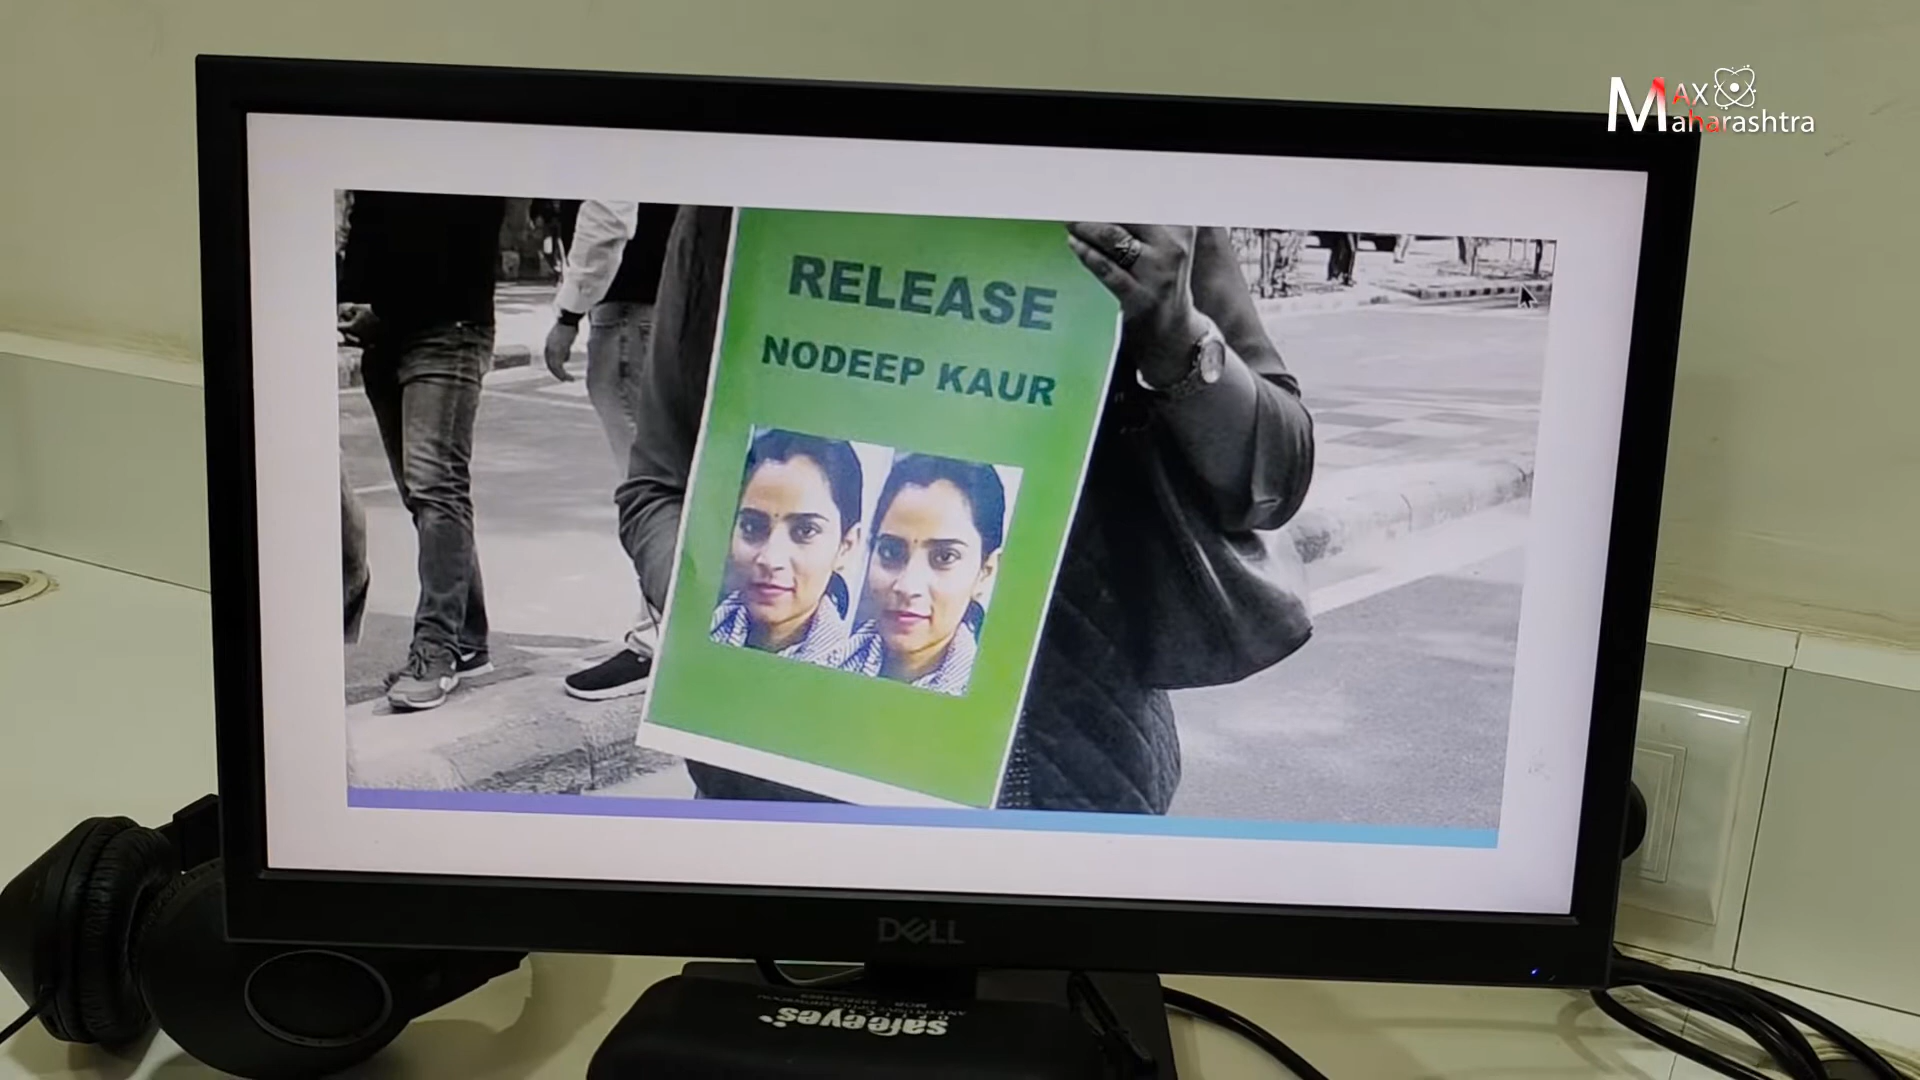 MAX
Maharashtra
RELEASE
NODEEP KAUR
DELL
safeeyes